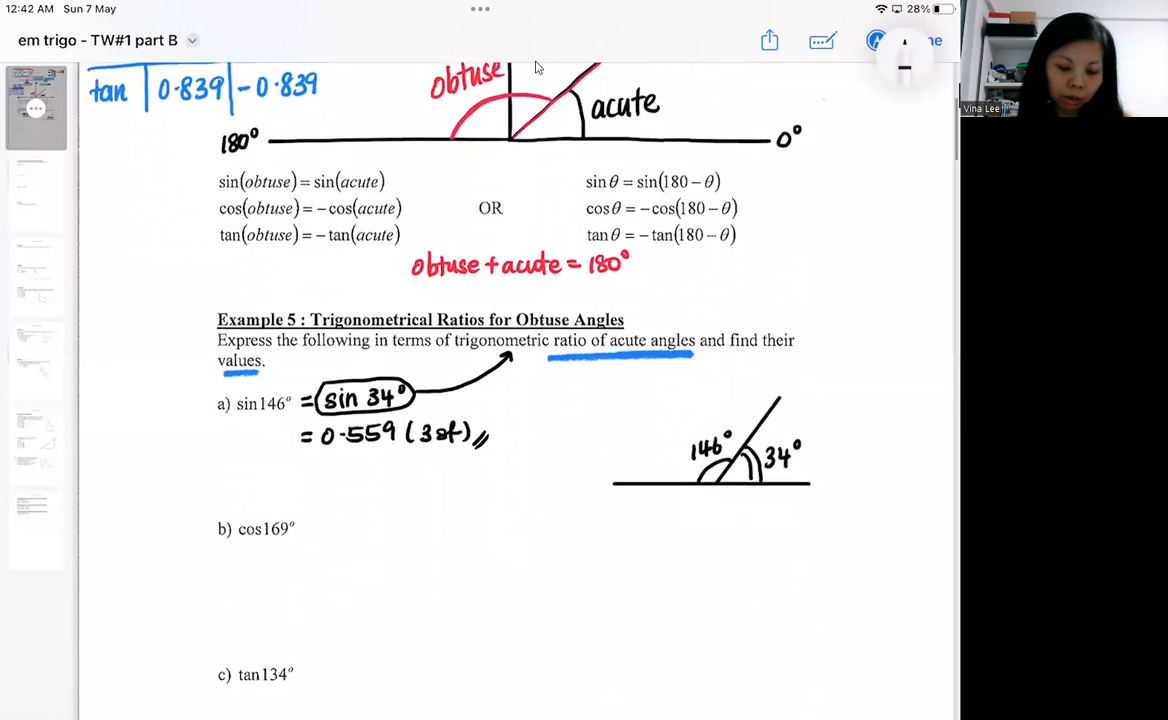 12:42 AM Sun 7 May
28%
em trigo - TW#1 part B
tan 0.839 -0.839
obtuse
acute
180° 0°
sin(obtuse) = sin(acute) sin θ = sin(180 − θ)
cos(obtuse) = −cos(acute) OR cos θ = −cos(180 − θ)
tan(obtuse) = −tan(acute) tan θ = −tan(180 − θ)
obtuse + acute = 180°
Example 5 : Trigonometrical Ratios for Obtuse Angles
Express the following in terms of trigonometric ratio of acute angles and find their
values.
a) sin146° = sin 34°
= 0.559 (3sf)
146° 34°
b) cos169°
c) tan134°
Vina Lee